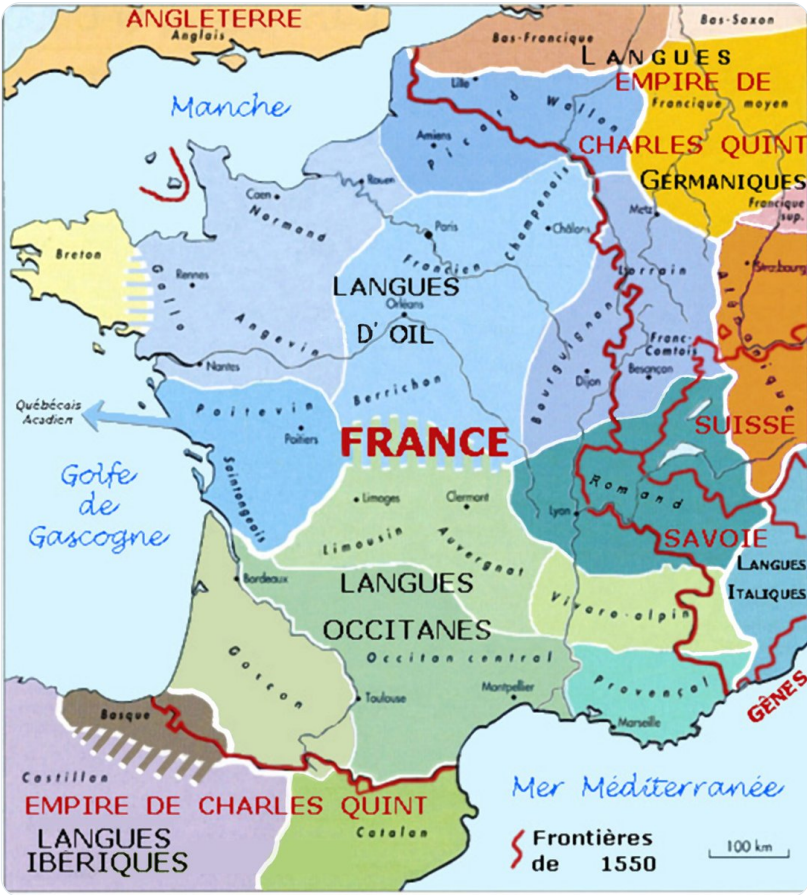 ANGLETERRE
Anglais
Bas-Saxon
Bas-Francique
LANGUES
EMPIRE DE
Francique moyen
CHARLES QUINT
GERMANIQUES
Francique
sup.
Manche
Lille
Picard Wallon
Amiens
Rouen
Caen
Normand
Metz
Paris
Châlons
Champenois
Francien
Breton
Gallo
Rennes
Lorrain
Strasbourg
Alémanique
LANGUES
Orléans
D'OIL
Angevin
Nantes
Bourguignon
Franc-
Comtois
Besançon
Dijon
Berrichon
Québécais
Acadien
Poitevin
Poitiers
FRANCE
SUISSE
Golfe
de
Gascogne
Saintongeais
Limoges
Clermont
Romand
Lyon
Limousin
Auvergnat
SAVOIE
LANGUES
ITALIQUES
Bordeaux
LANGUES
OCCITANES
Vivaro-alpin
Occitan central
Gascon
Toulouse
Montpellier
Provençal
Marseille
GÊNES
Basque
Castillan
EMPIRE DE CHARLES QUINT
LANGUES
IBÉRIQUES
Catalan
Mer Méditerranée
Frontières
de 1550
100 km